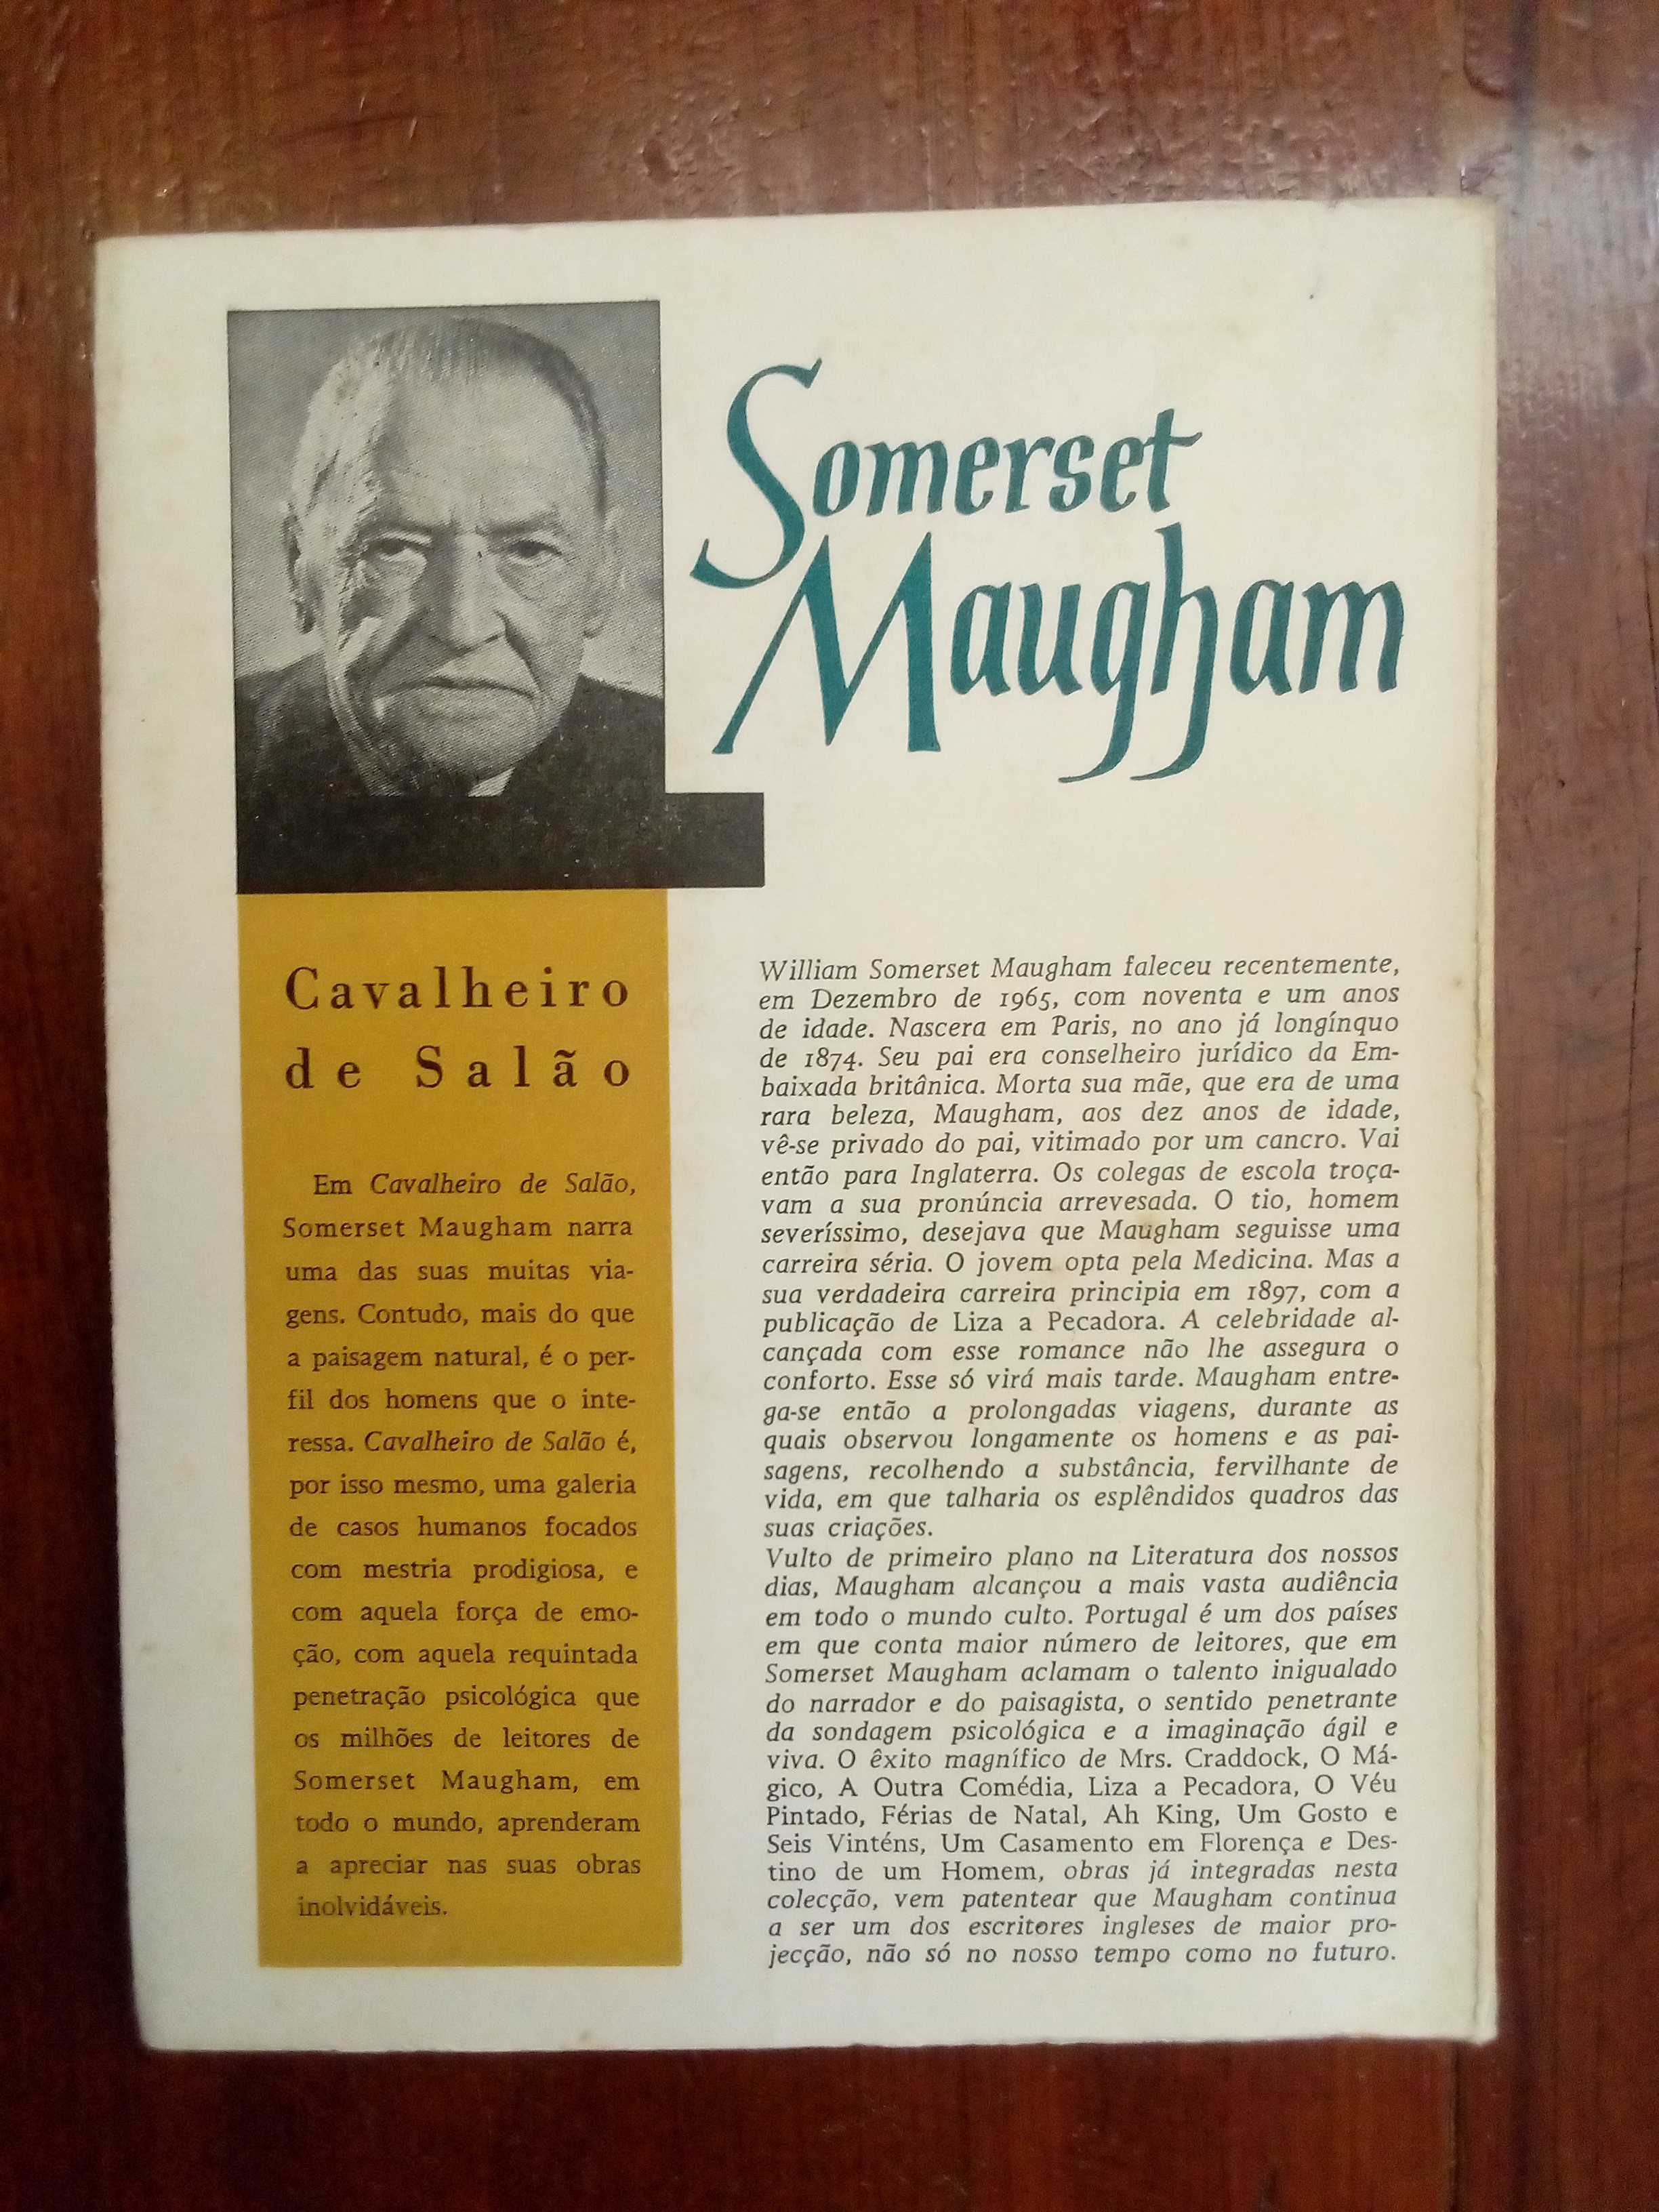 Somerset
Maugham
Cavalheiro
de Salão
Em Cavalheiro de Salão,
Somerset Maugham narra
uma das suas muitas via-
gens. Contudo, mais do que
a paisagem natural, é o per-
fil dos homens que o inte-
ressa. Cavalheiro de Salão é,
por isso mesmo, uma galeria
de casos humanos focados
com mestria prodigiosa, e
com aquela força de emo-
ção, com aquela requintada
penetração psicológica que
os milhões de leitores de
Somerset Maugham, em
todo o mundo, aprenderam
a apreciar nas suas obras
inolvidáveis.
William Somerset Maugham faleceu recentemente,
em Dezembro de 1965, com noventa e um anos
de idade. Nascera em Paris, no ano já longínquo
de 1874. Seu pai era conselheiro jurídico da Em-
baixada britânica. Morta sua mãe, que era de uma
rara beleza, Maugham, aos dez anos de idade,
vê-se privado do pai, vitimado por um cancro. Vai
então para Inglaterra. Os colegas de escola troça-
vam a sua pronúncia arrevesada. O tio, homem
severíssimo, desejava que Maugham seguisse uma
carreira séria. O jovem opta pela Medicina. Mas a
sua verdadeira carreira principia em 1897, com a
publicação de Liza a Pecadora. A celebridade al-
cançada com esse romance não lhe assegura o
conforto. Esse só virá mais tarde. Maugham entre-
ga-se então a prolongadas viagens, durante as
quais observou longamente os homens e as pai-
sagens, recolhendo a substância, fervilhante de
vida, em que talharia os esplêndidos quadros das
suas criações.
Vulto de primeiro plano na Literatura dos nossos
dias, Maugham alcançou a mais vasta audiência
em todo o mundo culto. Portugal é um dos países
em que conta maior número de leitores, que em
Somerset Maugham aclamam o talento inigualado
do narrador e do paisagista, o sentido penetrante
da sondagem psicológica e a imaginação ágil e
viva. O êxito magnífico de Mrs. Craddock, O Má-
gico, A Outra Comédia, Liza a Pecadora, O Véu
Pintado, Férias de Natal, Ah King, Um Gosto e
Seis Vinténs, Um Casamento em Florença e Des-
tino de um Homem, obras já integradas nesta
colecção, vem patentear que Maugham continua
a ser um dos escritores ingleses de maior pro-
jecção, não só no nosso tempo como no futuro.